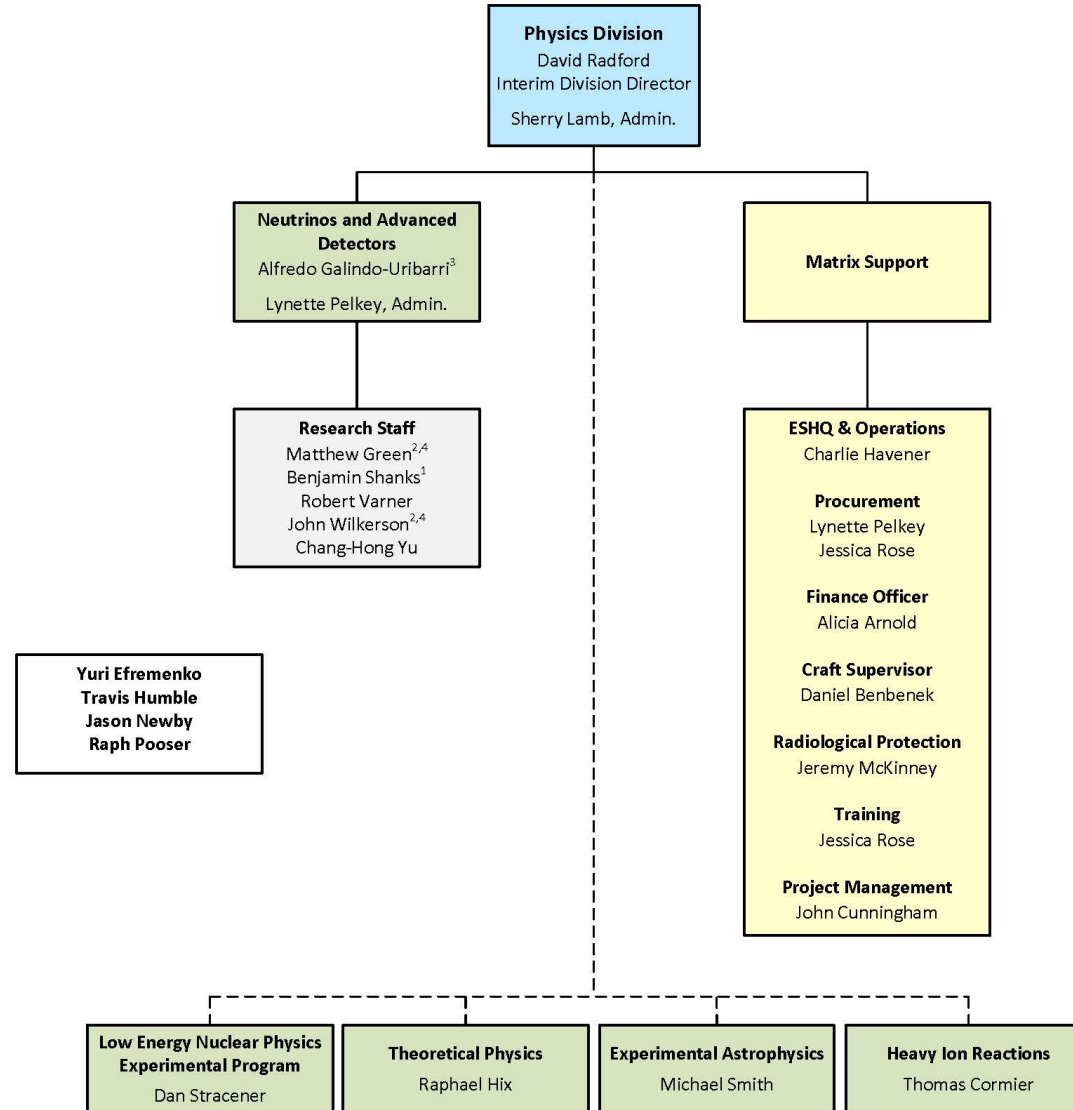 Physics Division
David Radford
Interim Division Director
Sherry Lamb, Admin.
Neutrinos and Advanced
Detectors
Alfredo Galindo-Uribarri³
Lynette Pelkey, Admin.
Matrix Support
Research Staff
Matthew Green²,⁴
Benjamin Shanks¹
Robert Varner
John Wilkerson²,⁴
Chang-Hong Yu
ESHQ & Operations
Charlie Havener
Procurement
Lynette Pelkey
Jessica Rose
Finance Officer
Alicia Arnold
Craft Supervisor
Daniel Benbenek
Radiological Protection
Jeremy McKinney
Training
Jessica Rose
Project Management
John Cunningham
Yuri Efremenko
Travis Humble
Jason Newby
Raph Pooser
Low Energy Nuclear Physics
Experimental Program
Dan Stracener
Theoretical Physics
Raphael Hix
Experimental Astrophysics
Michael Smith
Heavy Ion Reactions
Thomas Cormier